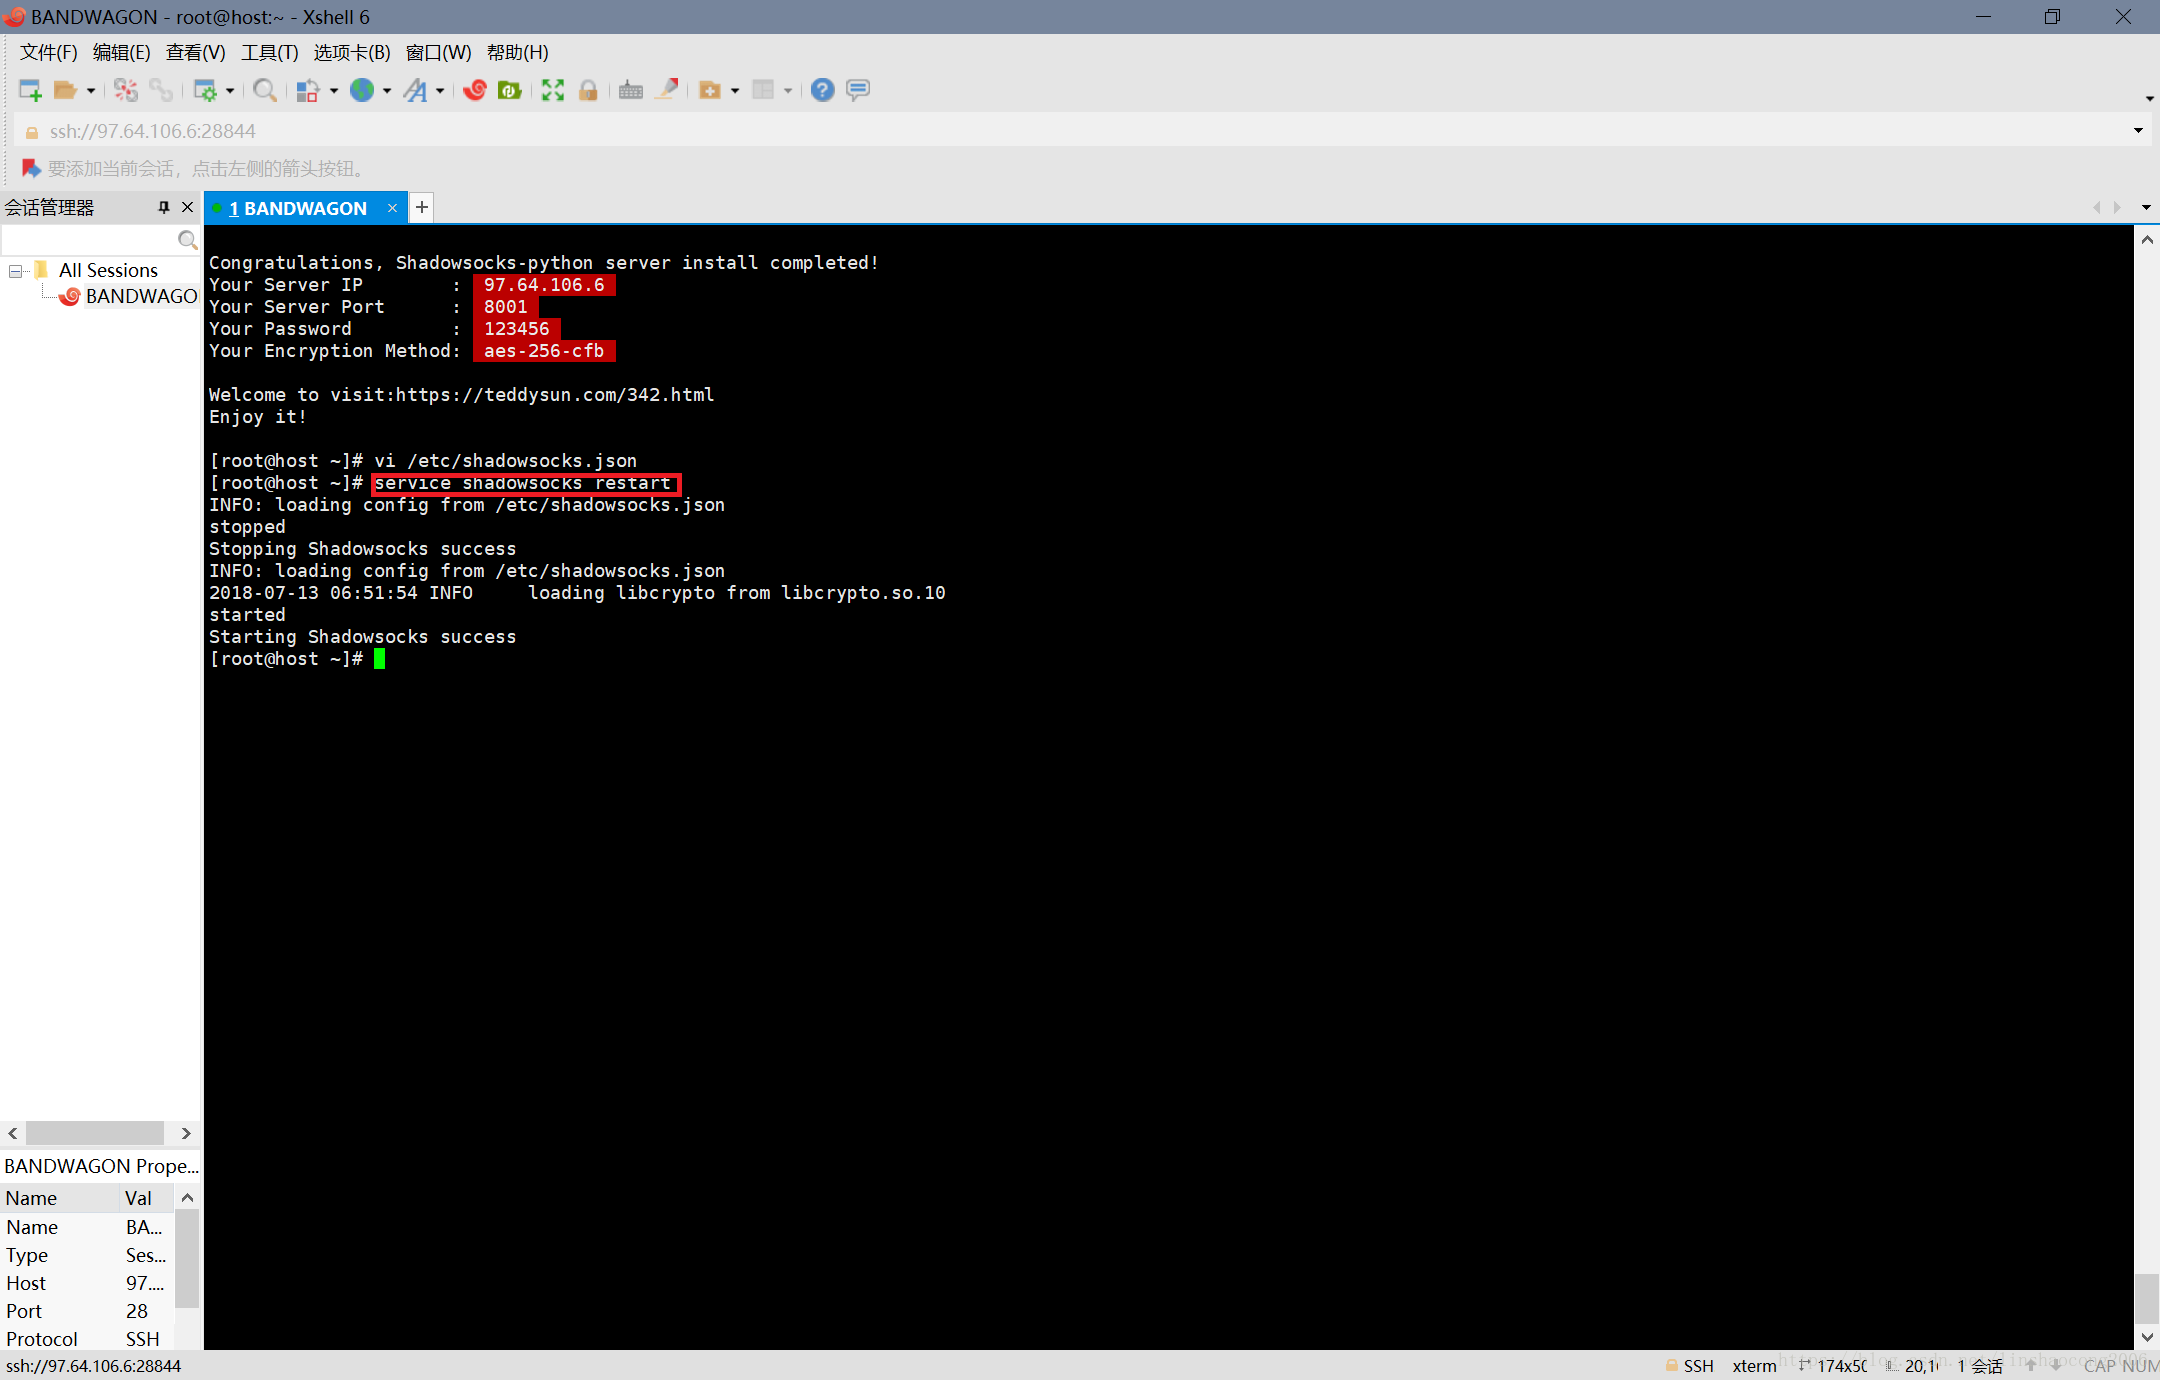 BANDWAGON - root@host:~ - Xshell 6
文件(F) 编辑(E) 查看(V) 工具(T) 选项卡(B) 窗口(W) 帮助(H)
ssh://97.64.106.6:28844
要添加当前会话，点击左侧的箭头按钮。
会话管理器
1 BANDWAGON
All Sessions
BANDWAGO
Congratulations, Shadowsocks-python server install completed!
Your Server IP        :  97.64.106.6
Your Server Port      :  8001
Your Password         :  123456
Your Encryption Method:  aes-256-cfb
Welcome to visit:https://teddysun.com/342.html
Enjoy it!
[root@host ~]# vi /etc/shadowsocks.json
[root@host ~]# service shadowsocks restart
INFO: loading config from /etc/shadowsocks.json
stopped
Stopping Shadowsocks success
INFO: loading config from /etc/shadowsocks.json
2018-07-13 06:51:54 INFO     loading libcrypto from libcrypto.so.10
started
Starting Shadowsocks success
[root@host ~]#
BANDWAGON Prope...
Name Val
Name BA...
Type Ses...
Host 97....
Port 28
Protocol SSH
ssh://97.64.106.6:28844
SSH xterm 174x50 20,1 1 会话 CAP NUM